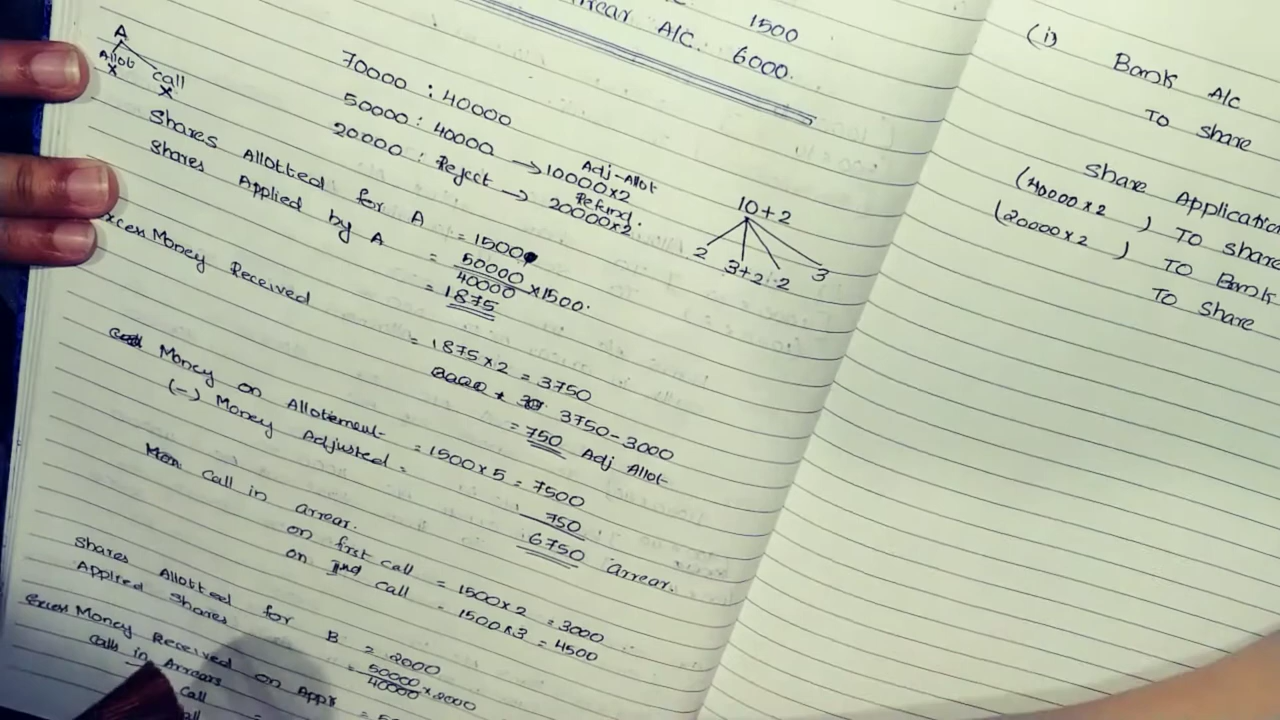 1500
Arrear A/C. 6000.
A
Allot Call
x x
70000 : 40000
50000 : 40000 → 10000×2 Adj-Allot
20000 : Reject → 20000×2 Refund.
10+2
2 3+2 2 3
Shares Allotted for A = 1500
Shares Applied by A = 50000/40000 ×1500.
= 1875
Excess Money Received = 1875×2 = 3750
3750-3000
= 750 Adj Allot
Money on Allotement = 1500×5 = 7500
(-) Money Adjusted = 750
6750 arrear.
call in arrear.
on first call = 1500×2 = 3000
on IInd call - 1500×3 = 4500
Shares Allotted for B = 2000
Applied Shares = 50000/40000 ×2000
Excess Money Received on App
Calls in Arrears
Call
(i) Bank A/c
To share
Share Application
(40000×2) To share
(20000×2) To Bank
To Share